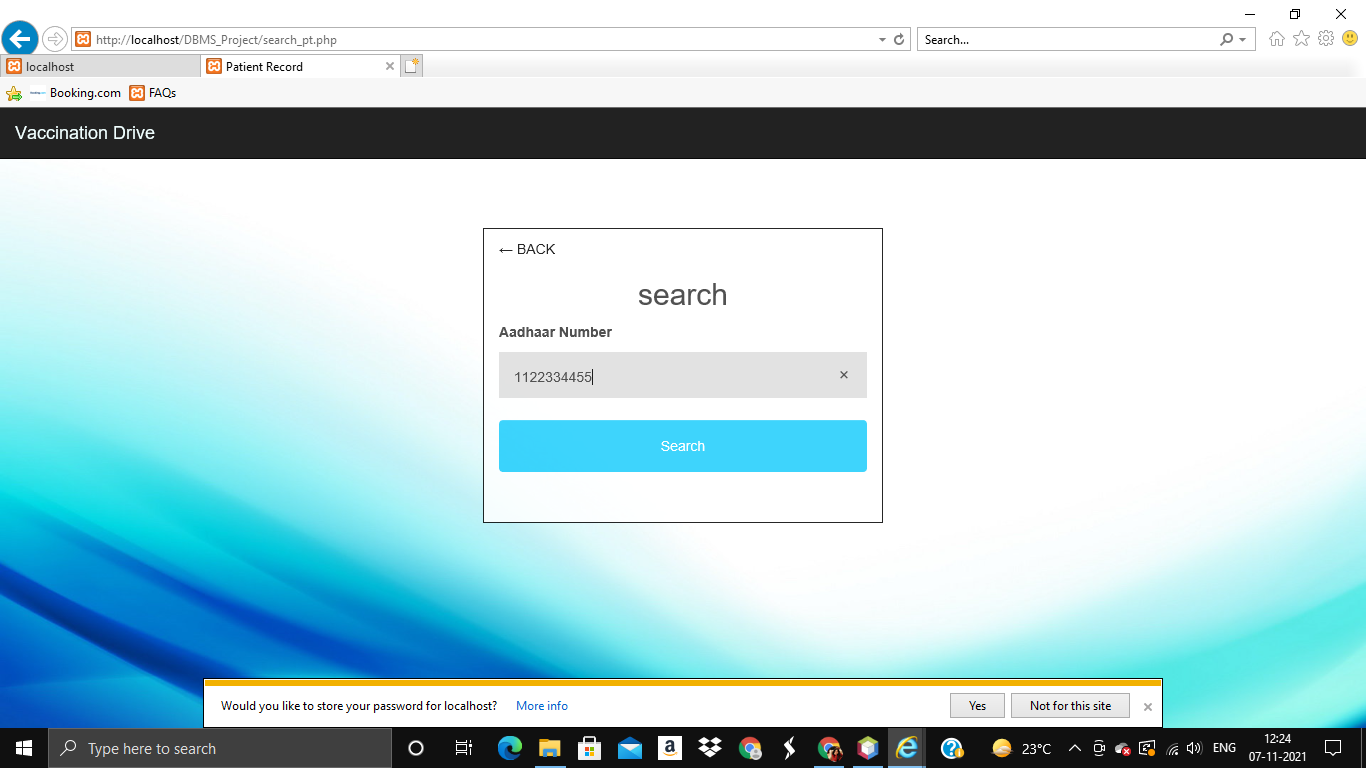 http://localhost/DBMS_Project/search_pt.php
Search...
localhost
Patient Record
Booking.com
FAQs
Vaccination Drive
← BACK
search
Aadhaar Number
1122334455
Search
Would you like to store your password for localhost?
More info
Yes
Not for this site
Type here to search
23°C
ENG
12:24
07-11-2021